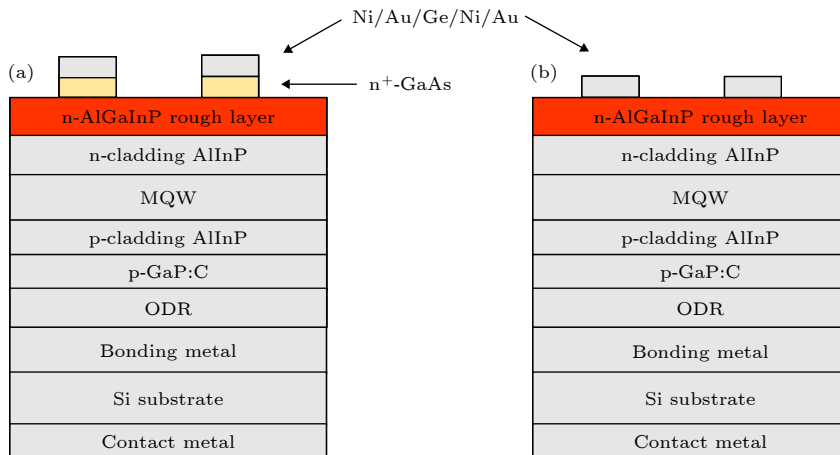 Ni/Au/Ge/Ni/Au
(a)
n⁺-GaAs
n-AlGaInP rough layer
n-cladding AlInP
MQW
p-cladding AlInP
p-GaP:C
ODR
Bonding metal
Si substrate
Contact metal
(b)
n-AlGaInP rough layer
n-cladding AlInP
MQW
p-cladding AlInP
p-GaP:C
ODR
Bonding metal
Si substrate
Contact metal